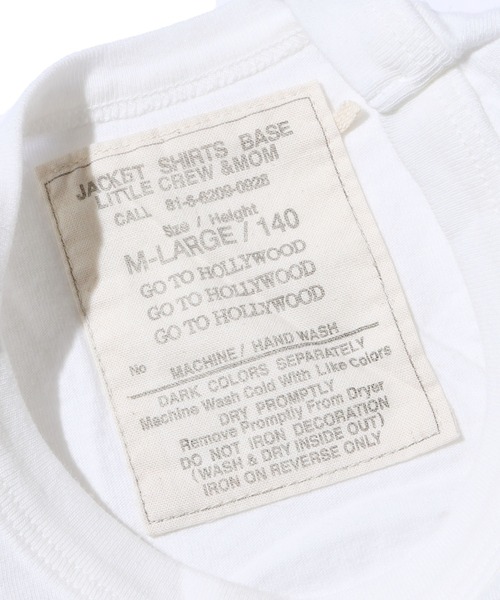 JACKET SHIRTS BASE
LITTLE CREW &MOM
CALL 81-6-6209-0926
Size / Height
M-LARGE / 140
GO TO HOLLYWOOD
GO TO HOLLYWOOD
GO TO HOLLYWOOD
No MACHINE / HAND WASH
DARK COLORS SEPARATELY
Machine Wash Cold With Like Colors
DRY PROMPTLY
Remove Promptly From Dryer
DO NOT IRON DECORATION
(WASH & DRY INSIDE OUT)
IRON ON REVERSE ONLY